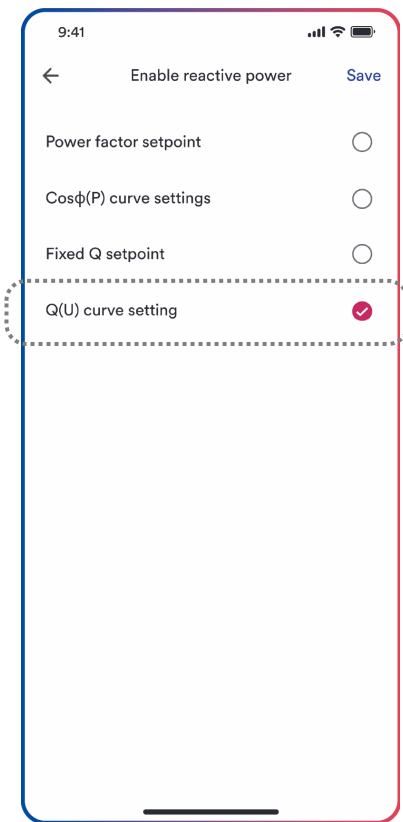 9:41
Enable reactive power Save
Power factor setpoint
Cosϕ(P) curve settings
Fixed Q setpoint
Q(U) curve setting